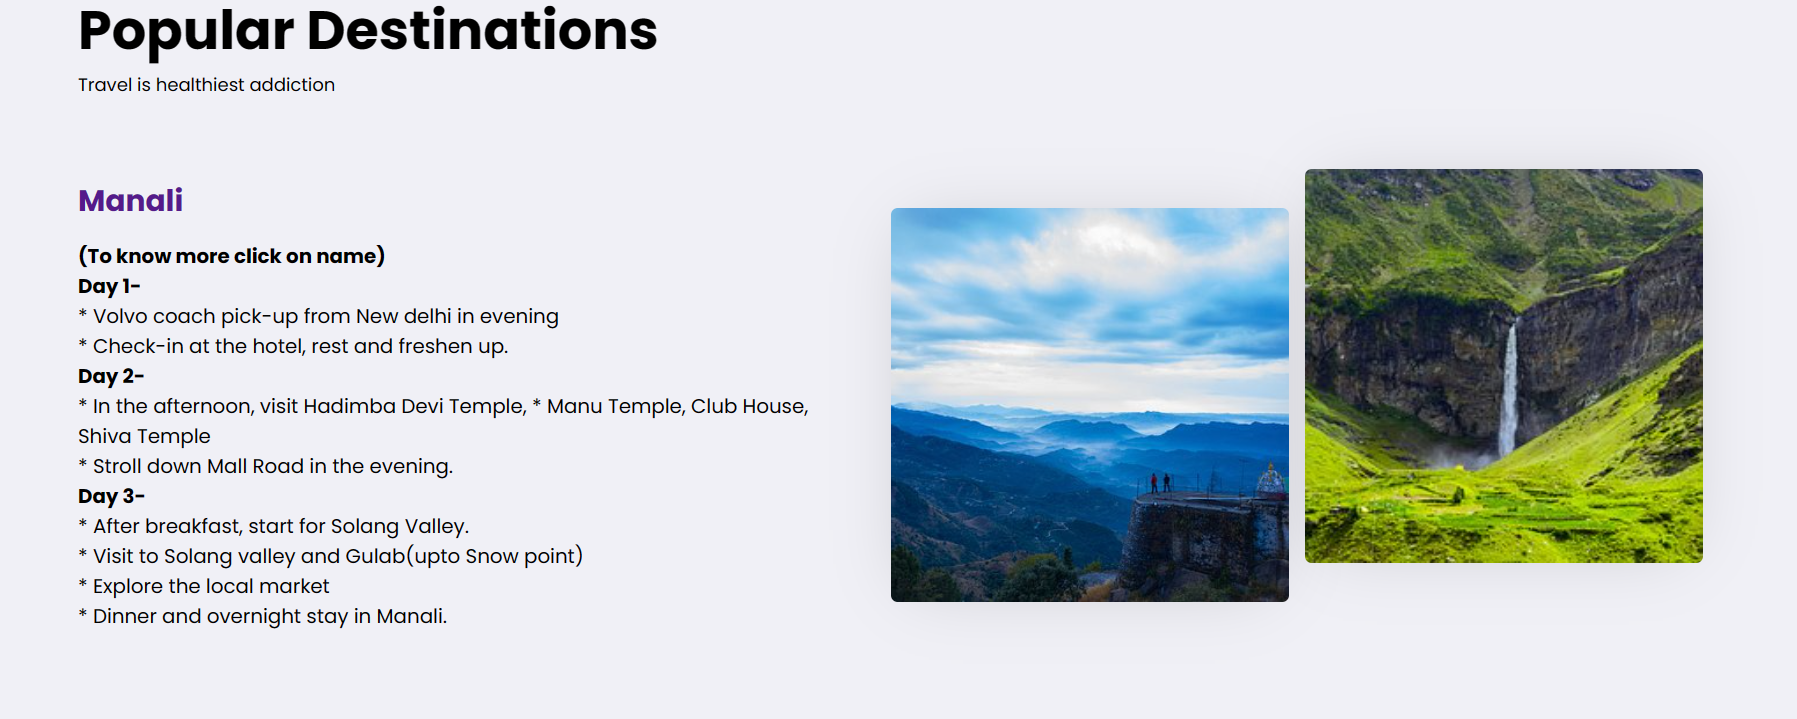 Popular Destinations
Travel is healthiest addiction
Manali
(To know more click on name)
Day 1-
* Volvo coach pick-up from New delhi in evening
* Check-in at the hotel, rest and freshen up.
Day 2-
* In the afternoon, visit Hadimba Devi Temple, * Manu Temple, Club House,
Shiva Temple
* Stroll down Mall Road in the evening.
Day 3-
* After breakfast, start for Solang Valley.
* Visit to Solang valley and Gulab(upto Snow point)
* Explore the local market
* Dinner and overnight stay in Manali.